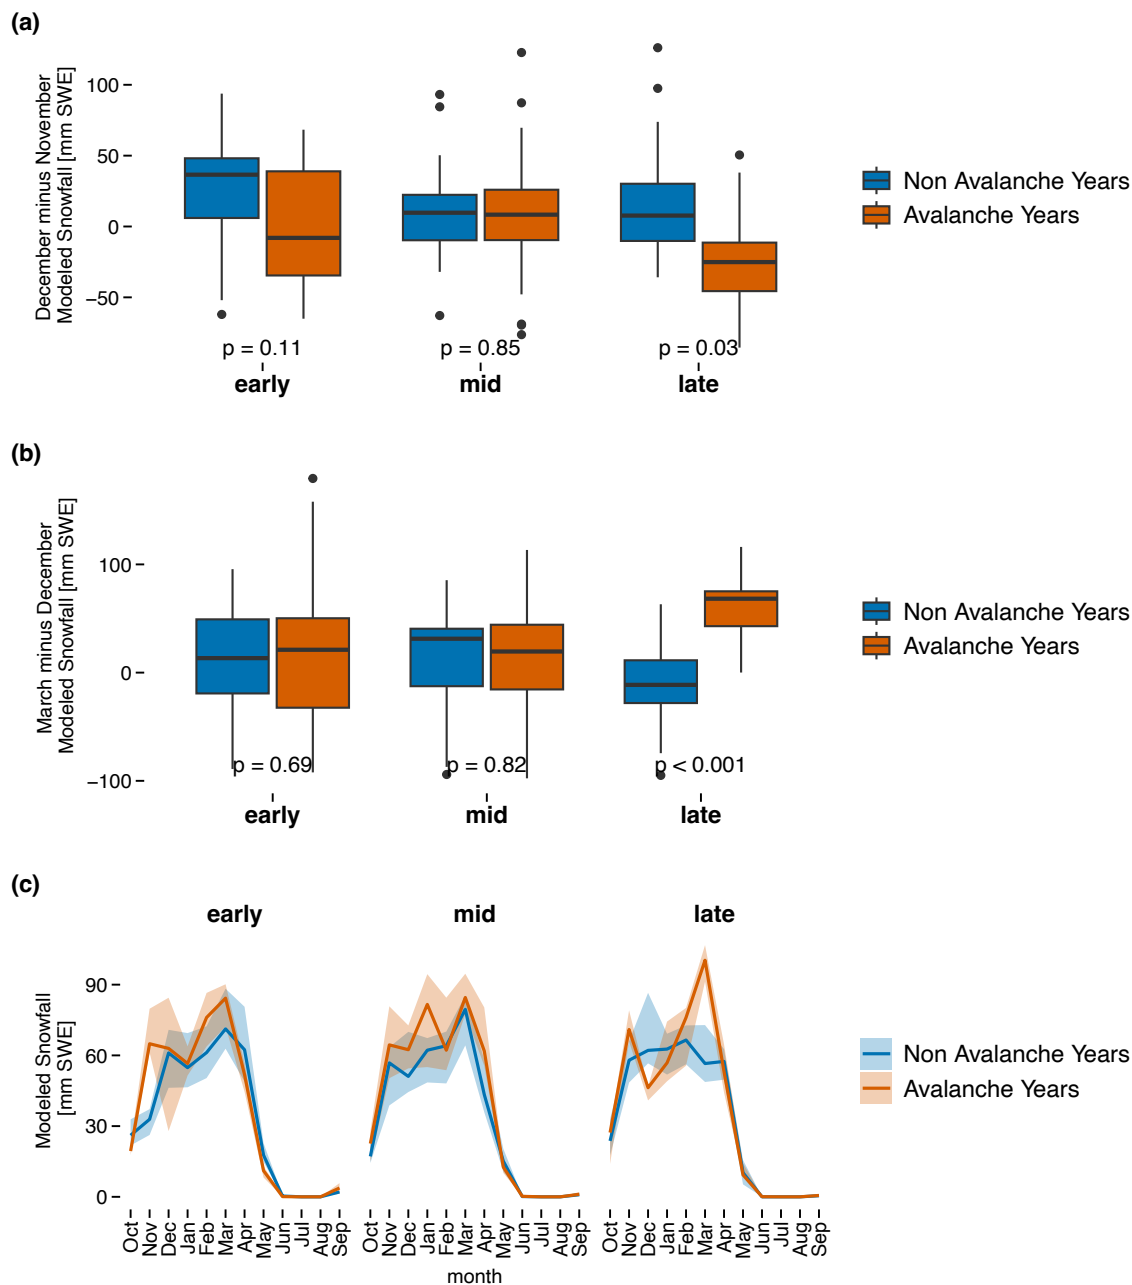 (a)
December minus November
Modeled Snowfall [mm SWE]
100
50
0
−50
p = 0.11
p = 0.85
p = 0.03
early
mid
late
Non Avalanche Years
Avalanche Years
(b)
March minus December
Modeled Snowfall [mm SWE]
100
0
−100
p = 0.69
p = 0.82
p < 0.001
early
mid
late
Non Avalanche Years
Avalanche Years
(c)
early
mid
late
Modeled Snowfall
[mm SWE]
90
60
30
0
Non Avalanche Years
Avalanche Years
Oct Nov Dec Jan Feb Mar Apr May Jun Jul Aug Sep
Oct Nov Dec Jan Feb Mar Apr May Jun Jul Aug Sep
Oct Nov Dec Jan Feb Mar Apr May Jun Jul Aug Sep
month